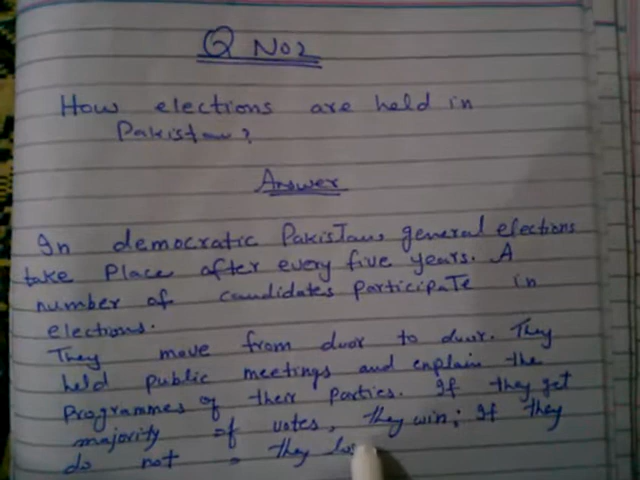 Q No2
How elections are held in
Pakistan?
Answer
In democratic Pakistan, general elections
take Place after every five years. A
number of candidates participate in
elections.
They move from door to door. They
held public meetings and explain the
Programmes of their parties. If they get
majority of votes, they win; If they
do not, they